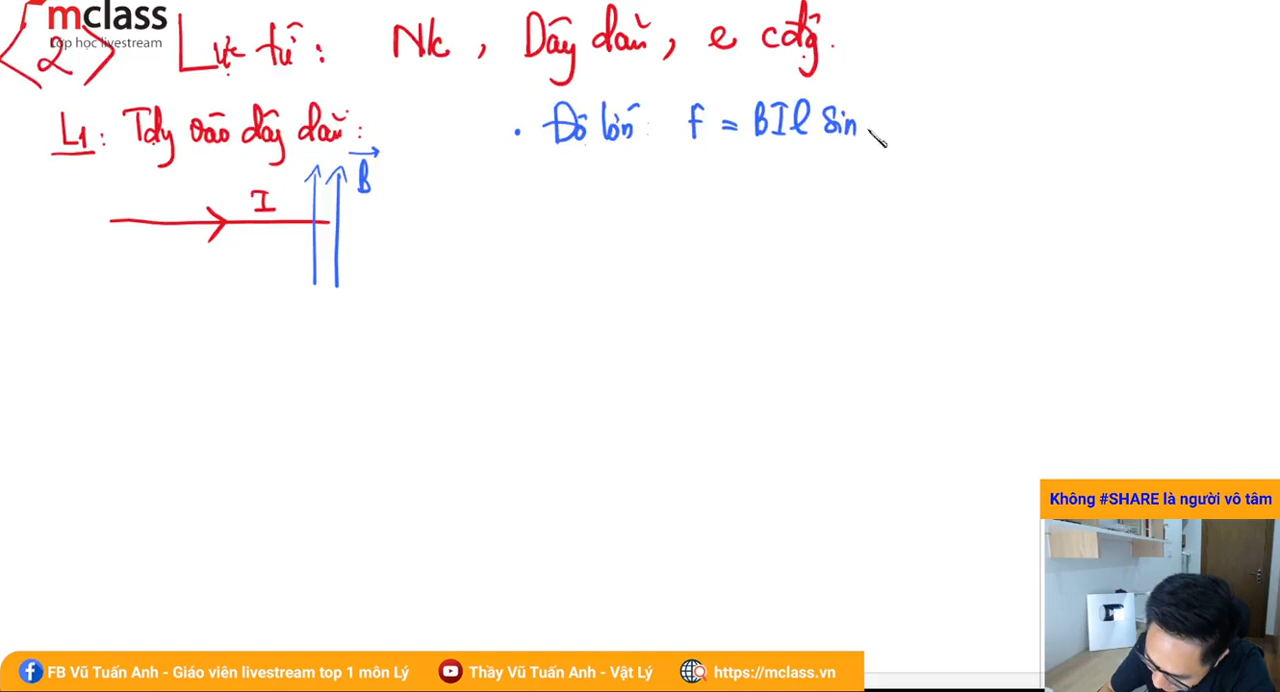 mclass
Lớp học livestream
<2> Lực từ: Nc, Dây dẫn, e cđg.
L1: Tdg vào dây dẫn:
• Độ lớn: F = BIl sin
B
I
Không #SHARE là người vô tâm
FB Vũ Tuấn Anh - Giáo viên livestream top 1 môn Lý
Thầy Vũ Tuấn Anh - Vật Lý
https://mclass.vn